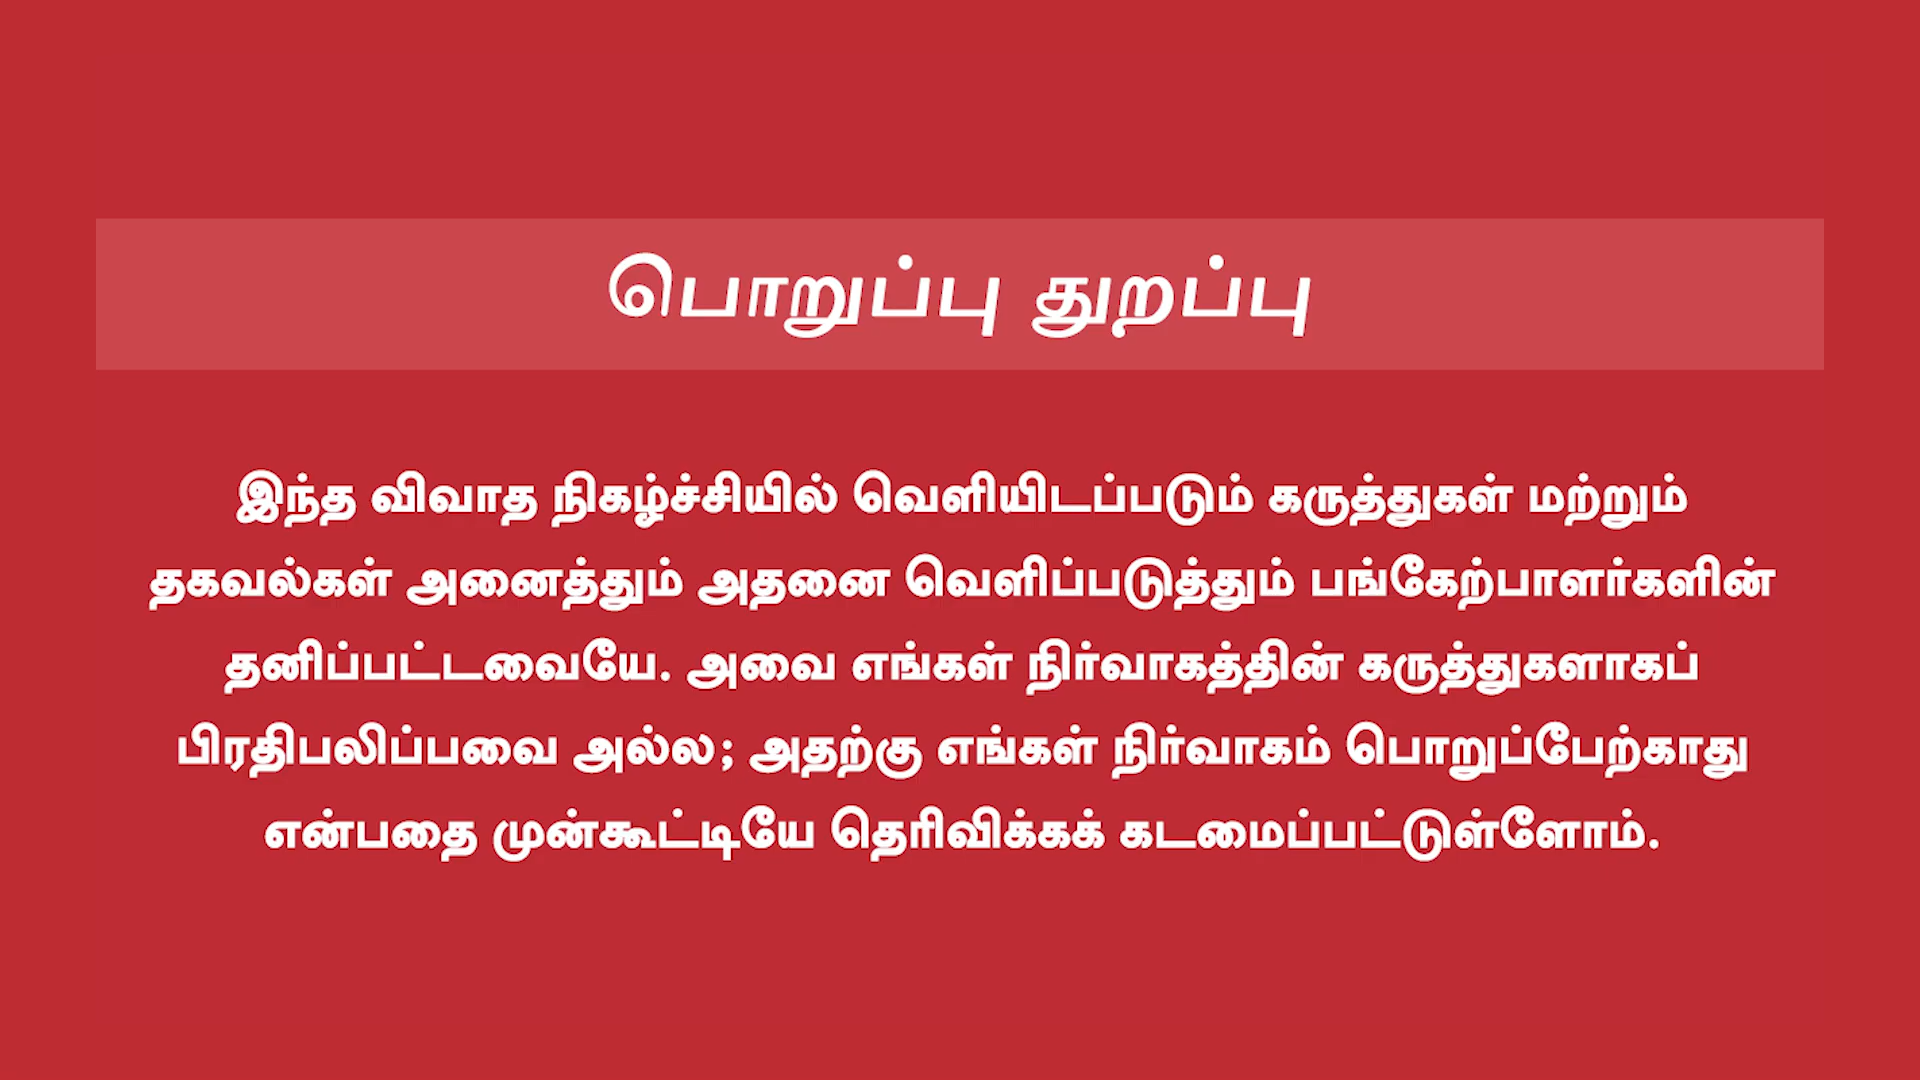 பொறுப்பு துறப்பு
இந்த விவாத நிகழ்ச்சியில் வெளியிடப்படும் கருத்துகள் மற்றும்
தகவல்கள் அனைத்தும் அதனை வெளிப்படுத்தும் பங்கேற்பாளர்களின்
தனிப்பட்டவையே. அவை எங்கள் நிர்வாகத்தின் கருத்துகளாகப்
பிரதிபலிப்பவை அல்ல; அதற்கு எங்கள் நிர்வாகம் பொறுப்பேற்காது
என்பதை முன்கூட்டியே தெரிவிக்கக் கடமைப்பட்டுள்ளோம்.